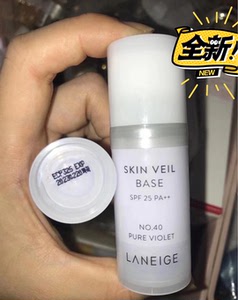 全新!
NEW
SKIN VEIL
BASE
SPF 25 PA++
NO.40
PURE VIOLET
LANEIGE